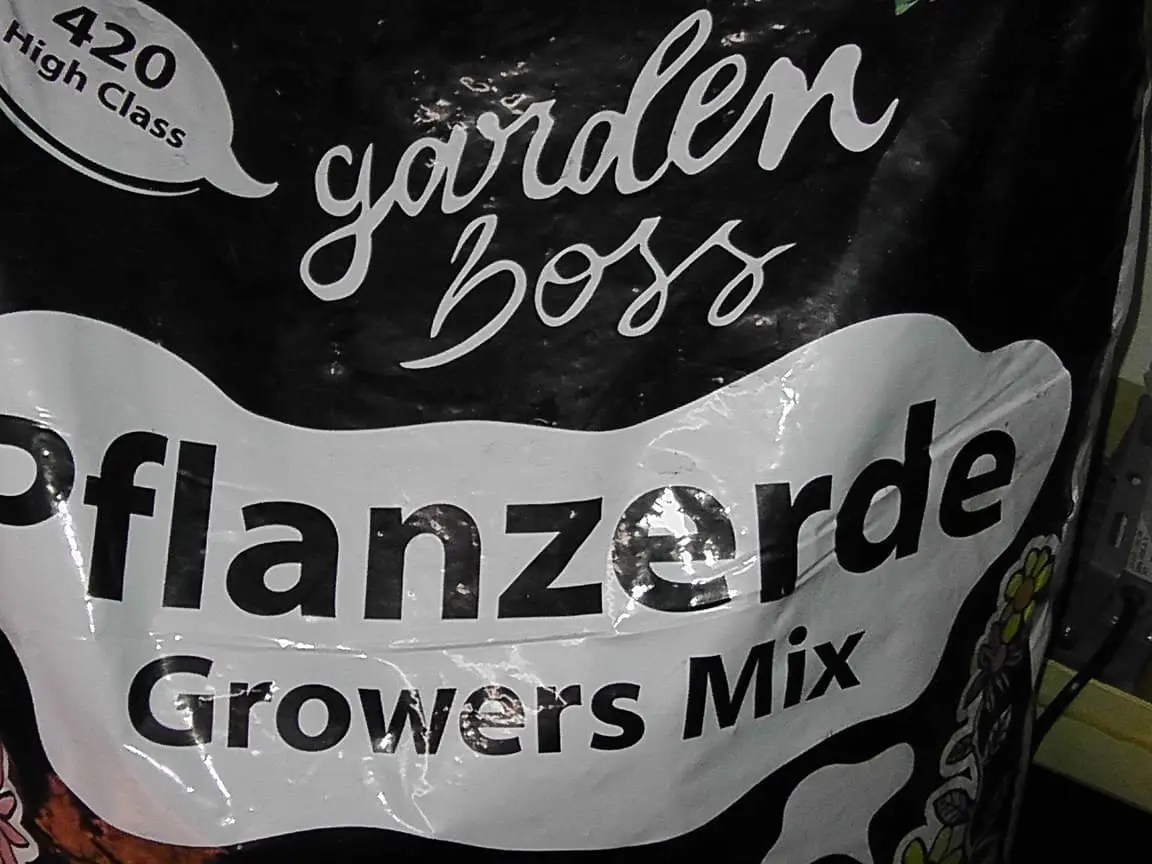 420
High Class
garden
boss
Pflanzerde
Growers Mix